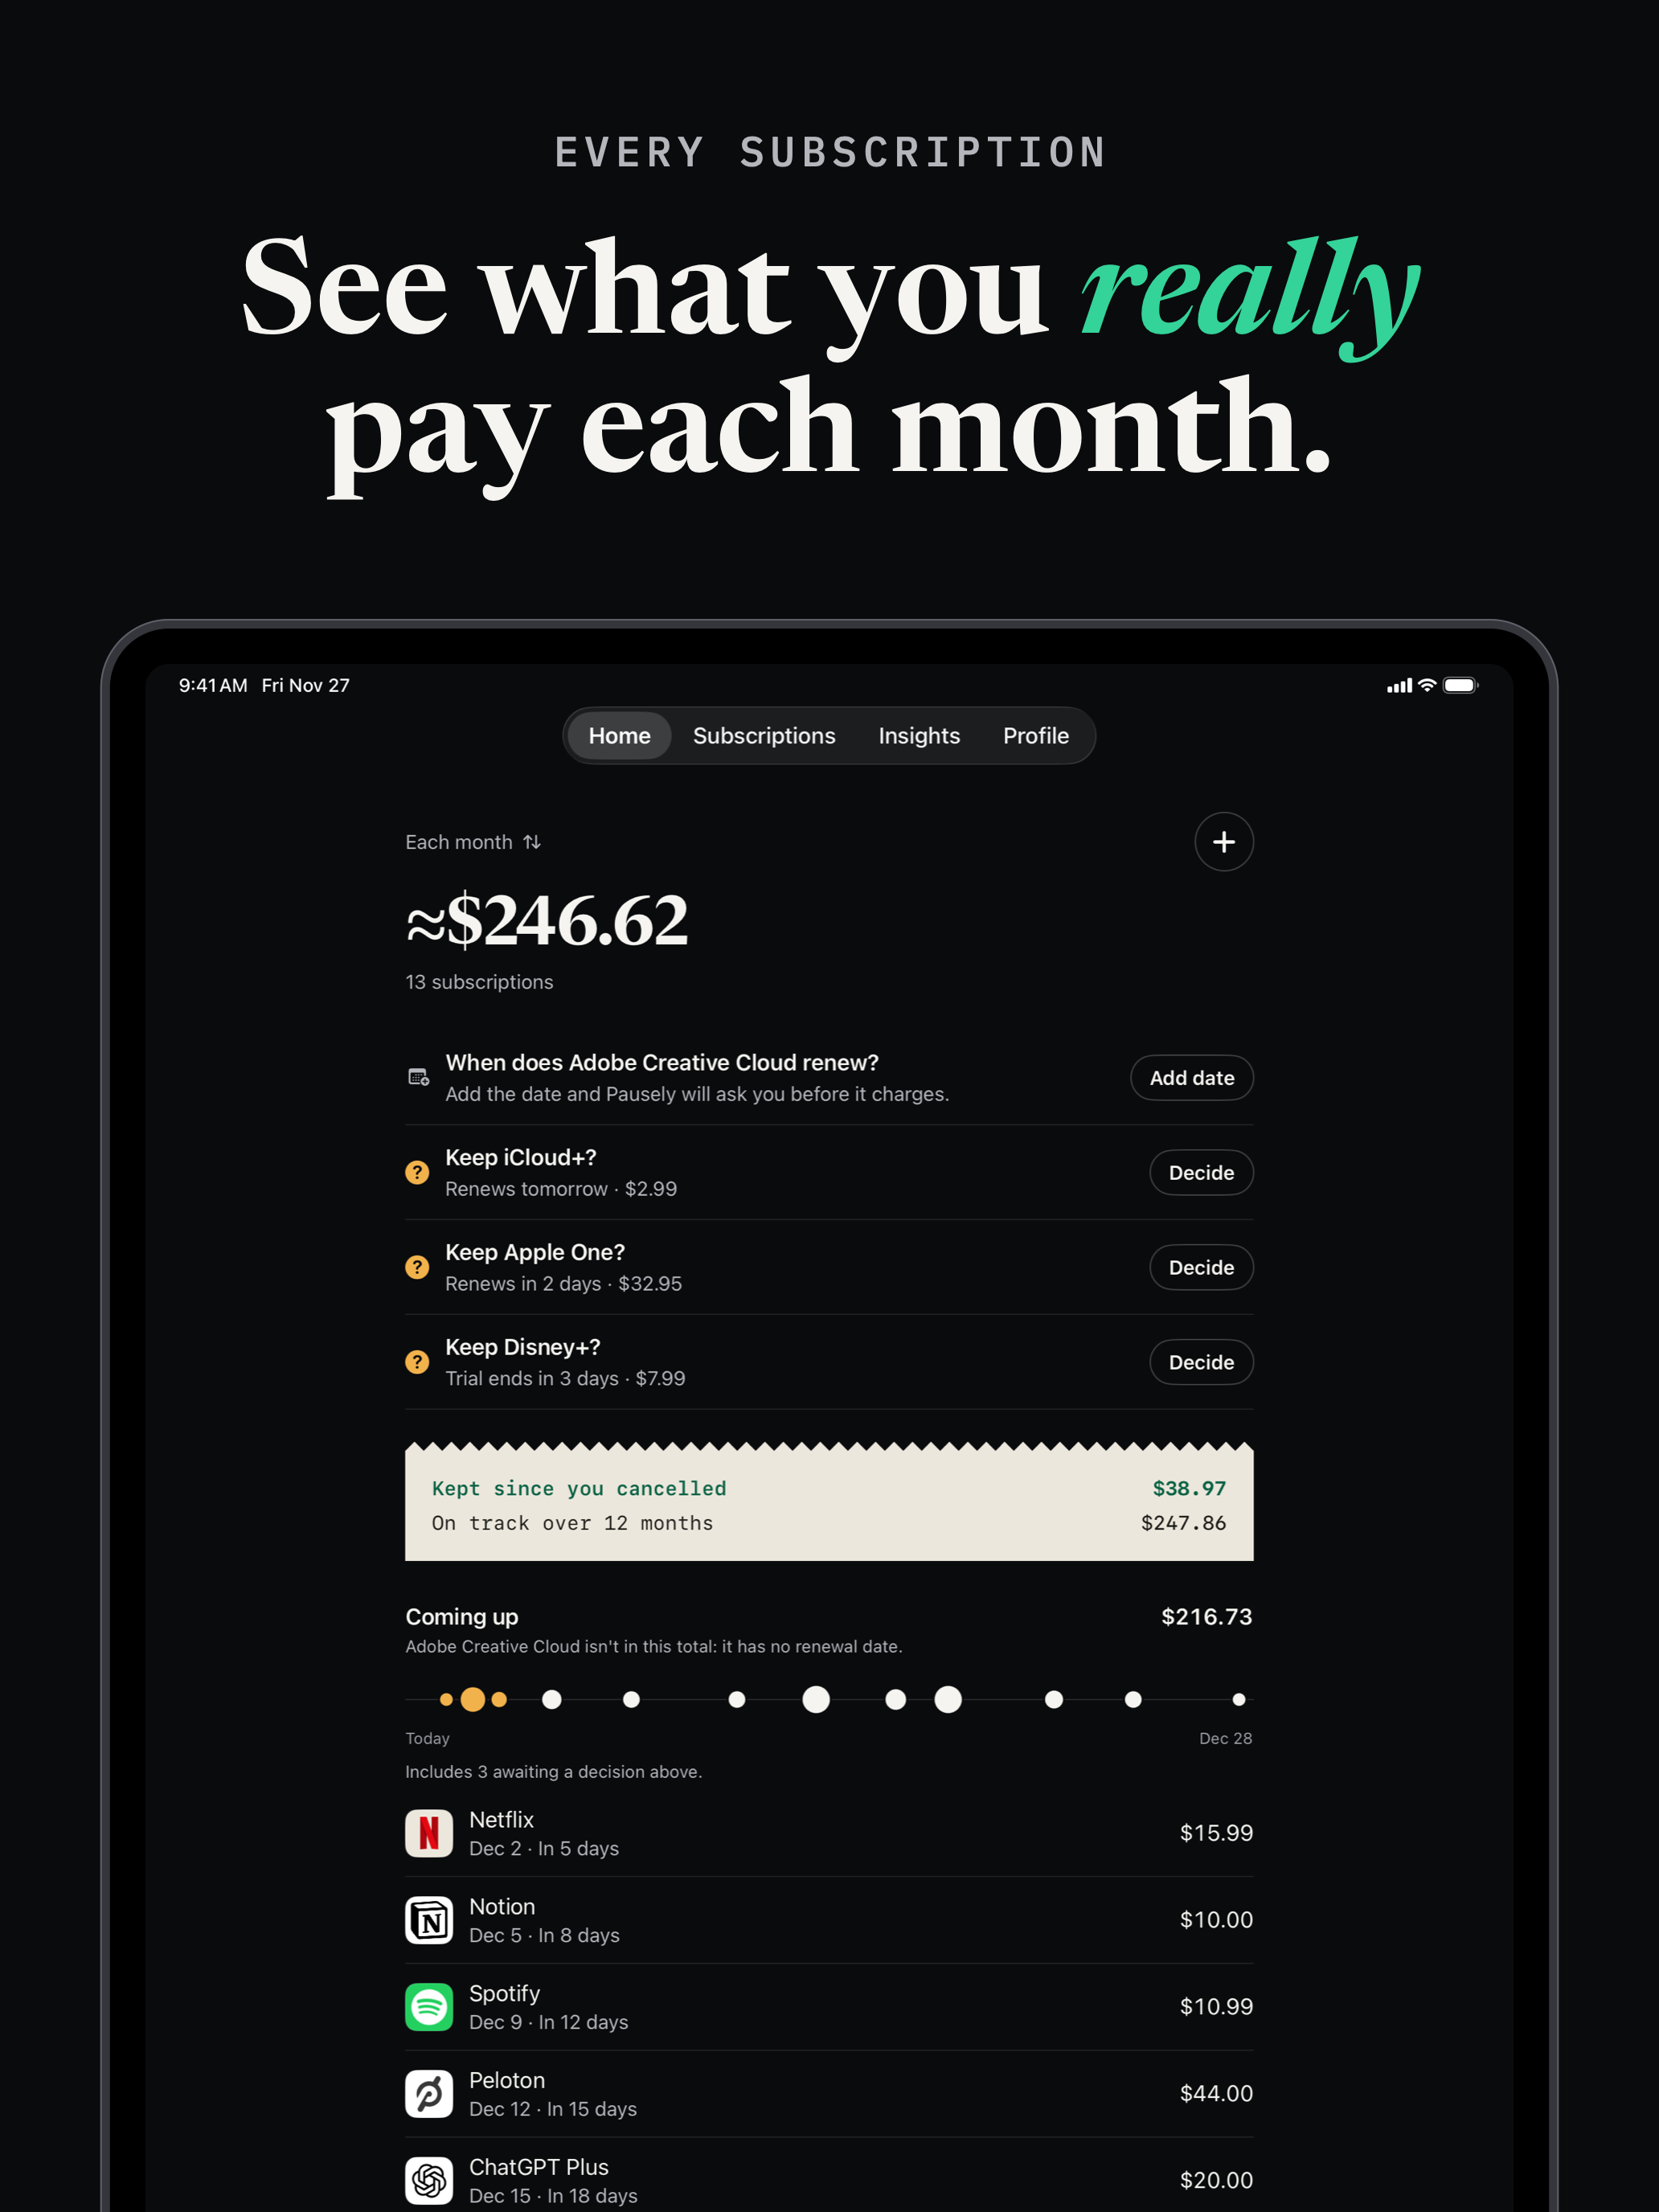 EVERY SUBSCRIPTION
See what you really
pay each month.
9:41 AM Fri Nov 27
Home Subscriptions Insights Profile
Each month
≈$246.62
13 subscriptions
When does Adobe Creative Cloud renew?
Add the date and Pausely will ask you before it charges.
Add date
Keep iCloud+?
Renews tomorrow · $2.99
Decide
Keep Apple One?
Renews in 2 days · $32.95
Decide
Keep Disney+?
Trial ends in 3 days · $7.99
Decide
Kept since you cancelled $38.97
On track over 12 months $247.86
Coming up $216.73
Adobe Creative Cloud isn't in this total: it has no renewal date.
Today Dec 28
Includes 3 awaiting a decision above.
Netflix
Dec 2 · In 5 days
$15.99
Notion
Dec 5 · In 8 days
$10.00
Spotify
Dec 9 · In 12 days
$10.99
Peloton
Dec 12 · In 15 days
$44.00
ChatGPT Plus
Dec 15 · In 18 days
$20.00